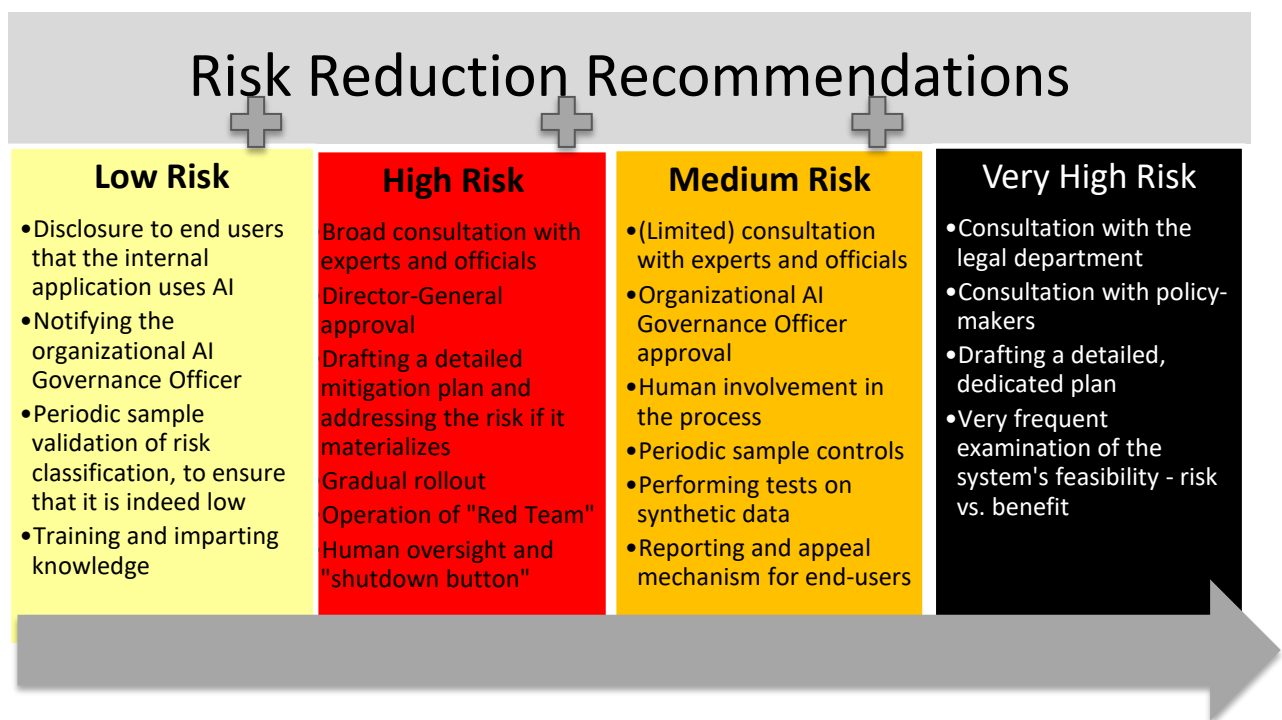 Risk Reduction Recommendations
Low Risk
•Disclosure to end users
that the internal
application uses AI
•Notifying the
organizational AI
Governance Officer
•Periodic sample
validation of risk
classification, to ensure
that it is indeed low
•Training and imparting
knowledge
High Risk
•Broad consultation with
experts and officials
•Director-General
approval
•Drafting a detailed
mitigation plan and
addressing the risk if it
materializes
•Gradual rollout
•Operation of "Red Team"
•Human oversight and
"shutdown button"
Medium Risk
•(Limited) consultation
with experts and officials
•Organizational AI
Governance Officer
approval
•Human involvement in
the process
•Periodic sample controls
•Performing tests on
synthetic data
•Reporting and appeal
mechanism for end-users
Very High Risk
•Consultation with the
legal department
•Consultation with policy-
makers
•Drafting a detailed,
dedicated plan
•Very frequent
examination of the
system's feasibility - risk
vs. benefit